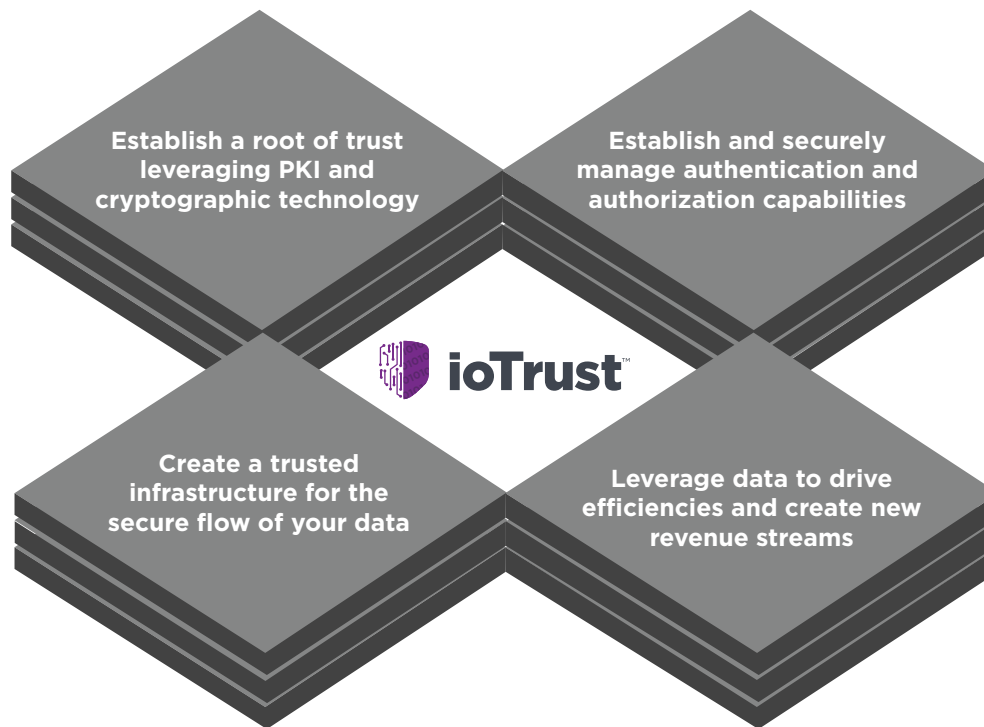 Establish a root of trust
leveraging PKI and
cryptographic technology
Establish and securely
manage authentication and
authorization capabilities
ioTrust™
Create a trusted
infrastructure for the
secure flow of your data
Leverage data to drive
efficiencies and create new
revenue streams